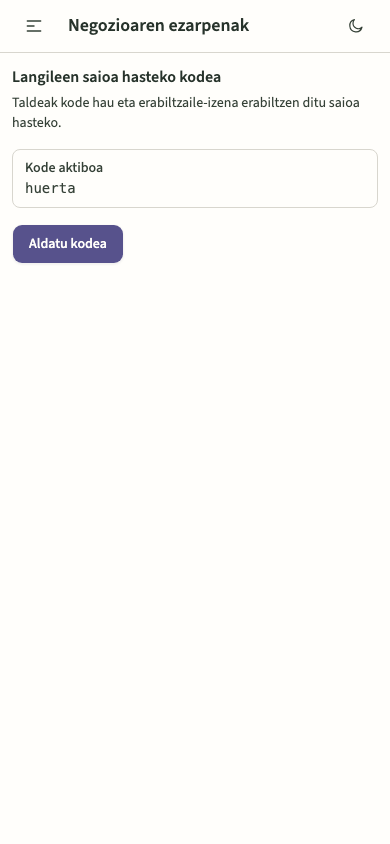 Negozioaren ezarpenak
Langileen saioa hasteko kodea
Taldeak kode hau eta erabiltzaile-izena erabiltzen ditu saioa
hasteko.
Kode aktiboa
huerta
Aldatu kodea